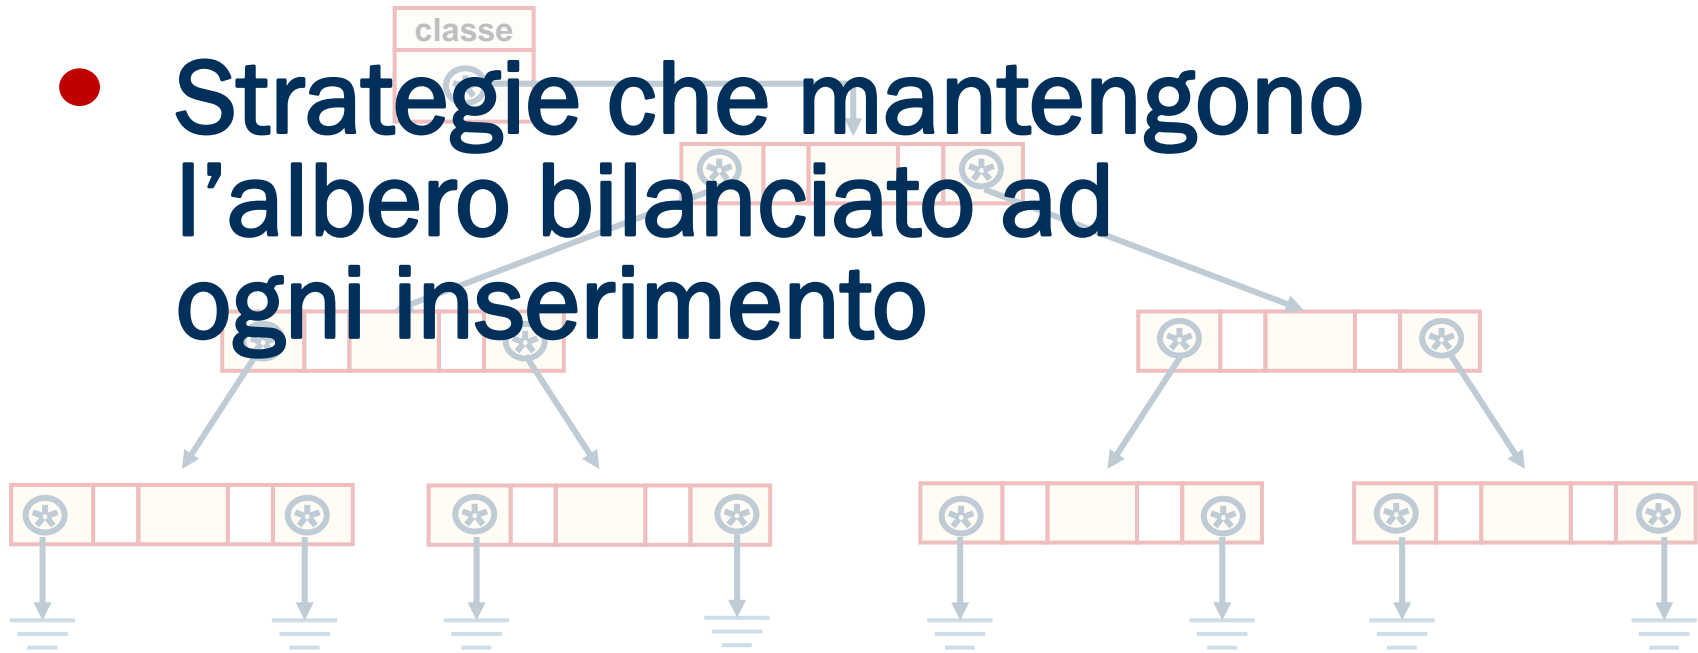 classe
• Strategie che mantengono
l’albero bilanciato ad
ogni inserimento